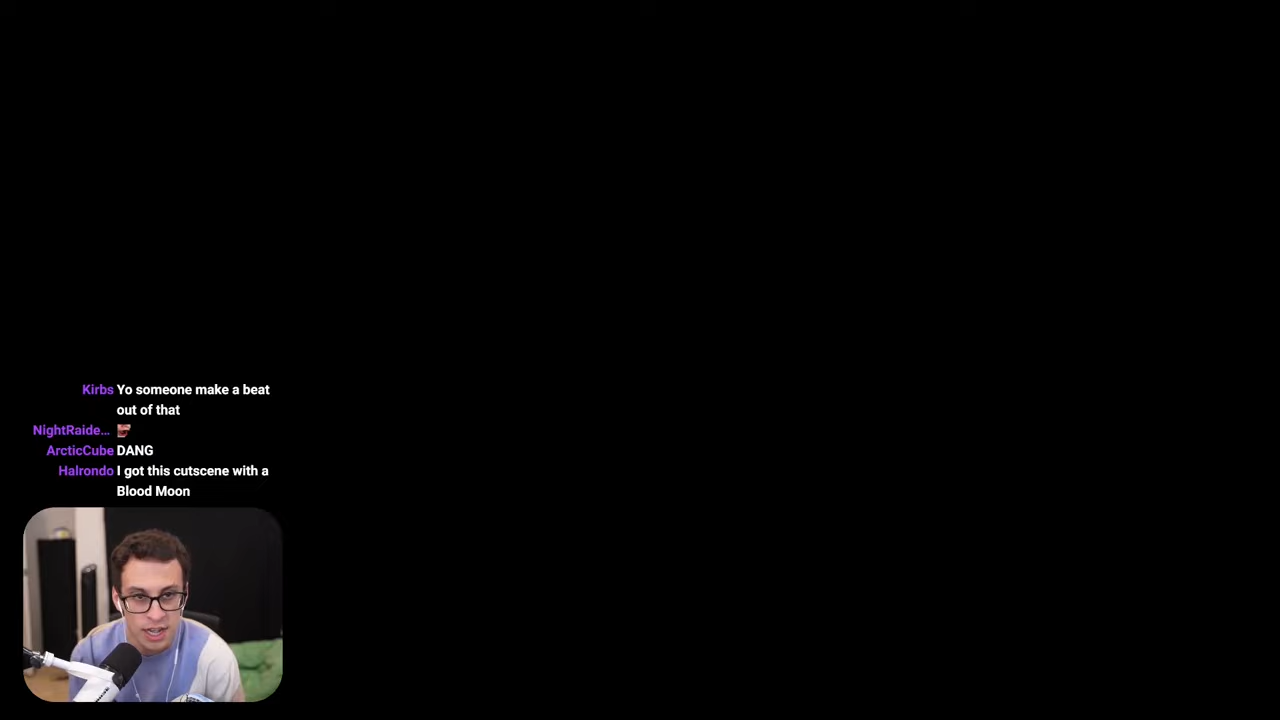 Kirbs Yo someone make a beat
out of that
NightRaide...
ArcticCube DANG
Halrondo I got this cutscene with a
Blood Moon